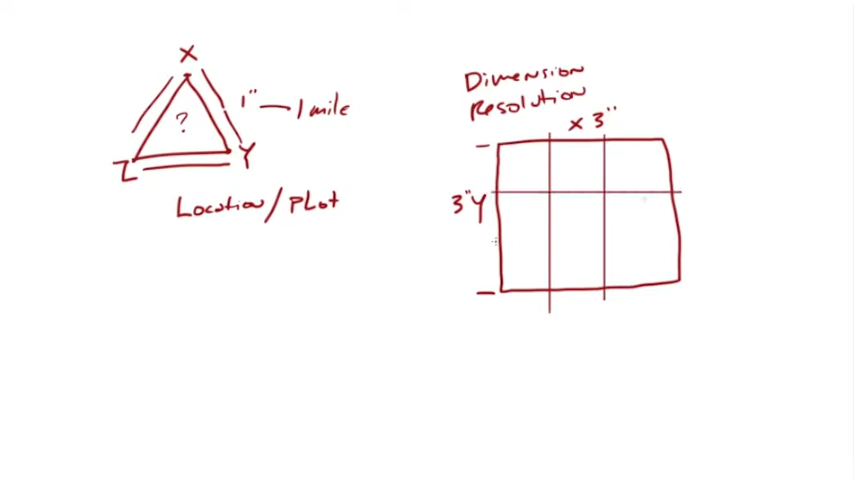 X
?
1" — 1 mile
Z
Y
Location/PLot
Dimension
Resolution
X 3"
3" Y